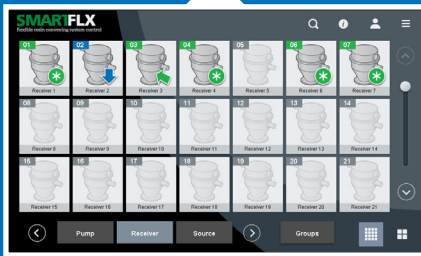 SMARTFLX
flexible resin conveying system control
01 02 03 04 05 06 07
Receiver 1 Receiver 2 Receiver 3 Receiver 4 Receiver 5 Receiver 6 Receiver 7
08 09 10 11 12 13 14
Receiver 8 Receiver 9 Receiver 10 Receiver 11 Receiver 12 Receiver 13 Receiver 14
15 16 17 18 19 20 21
Receiver 15 Receiver 16 Receiver 17 Receiver 18 Receiver 19 Receiver 20 Receiver 21
Pump Receiver Source Groups